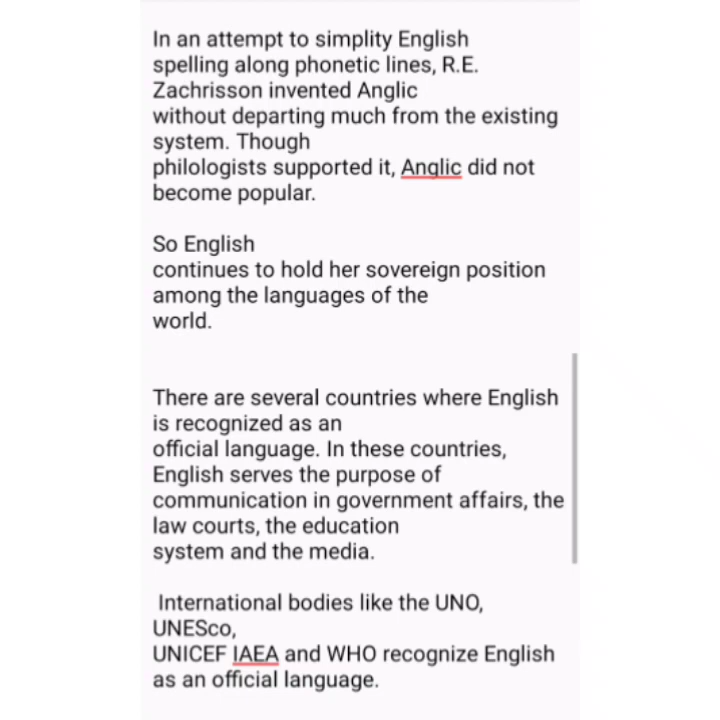 In an attempt to simplity English
spelling along phonetic lines, R.E.
Zachrisson invented Anglic
without departing much from the existing
system. Though
philologists supported it, Anglic did not
become popular.
So English
continues to hold her sovereign position
among the languages of the
world.
There are several countries where English
is recognized as an
official language. In these countries,
English serves the purpose of
communication in government affairs, the
law courts, the education
system and the media.
International bodies like the UNO,
UNESco,
UNICEF IAEA and WHO recognize English
as an official language.